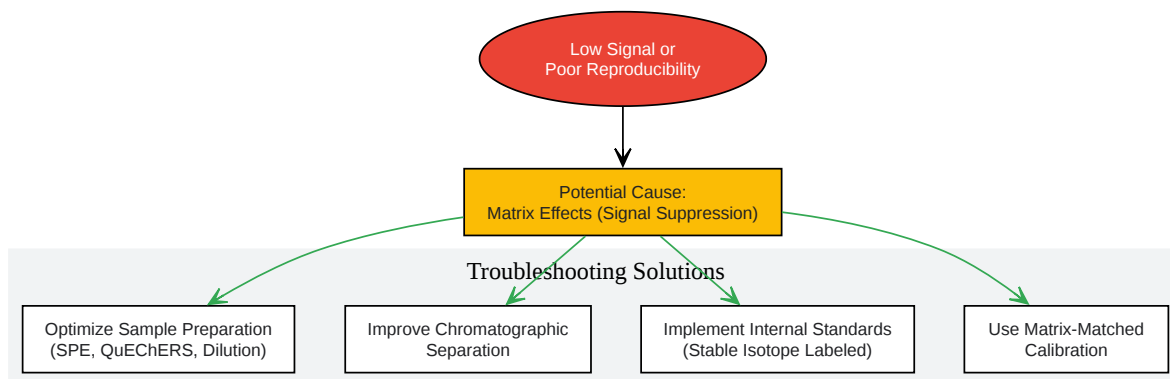 Low Signal or
Poor Reproducibility
Potential Cause:
Matrix Effects (Signal Suppression)
Troubleshooting Solutions
Optimize Sample Preparation
(SPE, QuEChERS, Dilution)
Improve Chromatographic
Separation
Implement Internal Standards
(Stable Isotope Labeled)
Use Matrix-Matched
Calibration